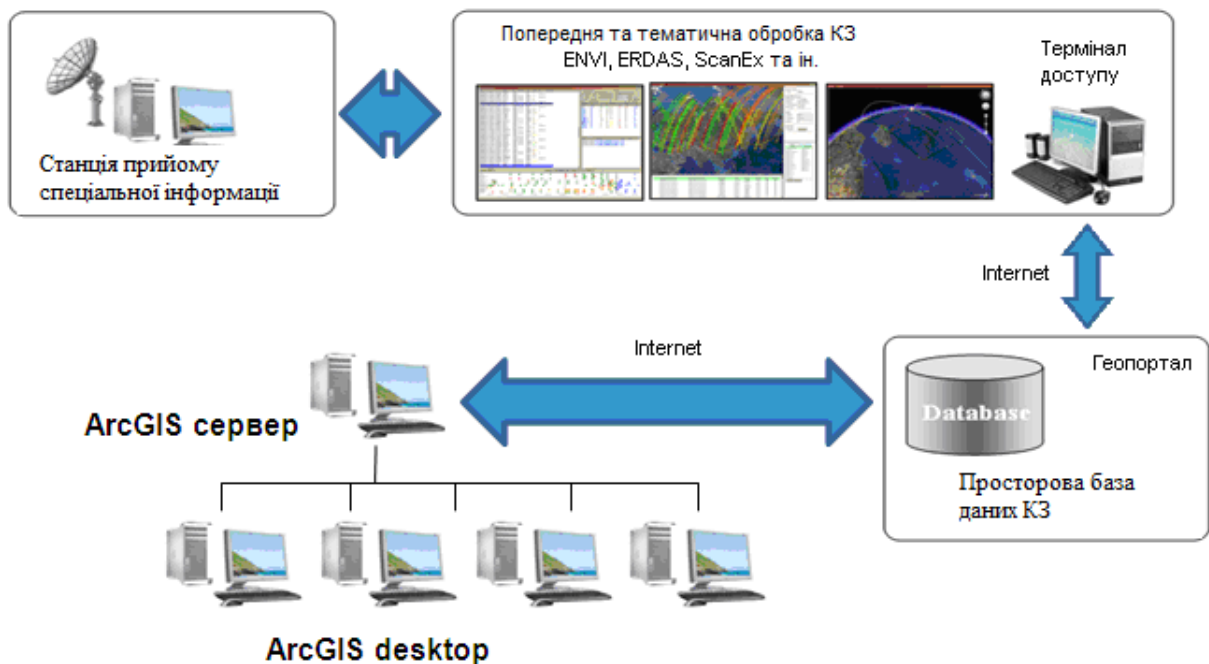 Попередня та тематична обробка КЗ
ENVI, ERDAS, ScanEx та ін.
Термінал
доступу
Станція прийому
спеціальної інформації
Internet
Internet
Геопортал
Database
Просторова база
даних КЗ
ArcGIS сервер
ArcGIS desktop